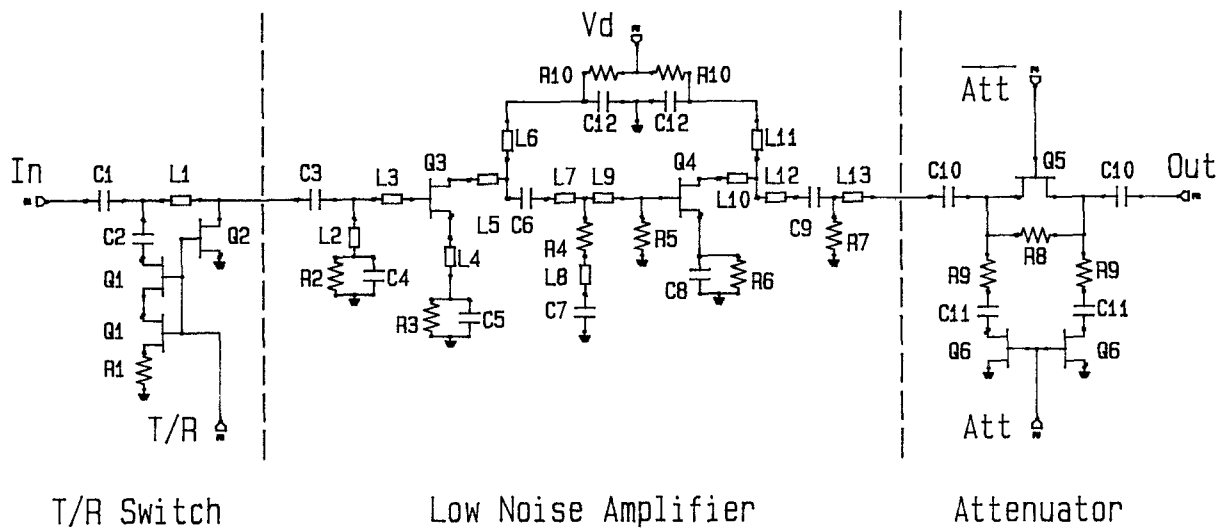 Vd
R10 R10
C12 C12
Att
In
C1 L1
C3 L3 Q3
L6
L11
Q4
Q5
C10 C10
Out
C2 Q2
L5 C6 L7 L9
L10 L12 C9 L13
L2 L4
R4 R5
R7
R8
R9 R9
Q1
R2 C4
L8
C8 R6
C11 C11
Q1
R3 C5
C7
Q6 Q6
R1
T/R
Att
T/R Switch
Low Noise Amplifier
Attenuator